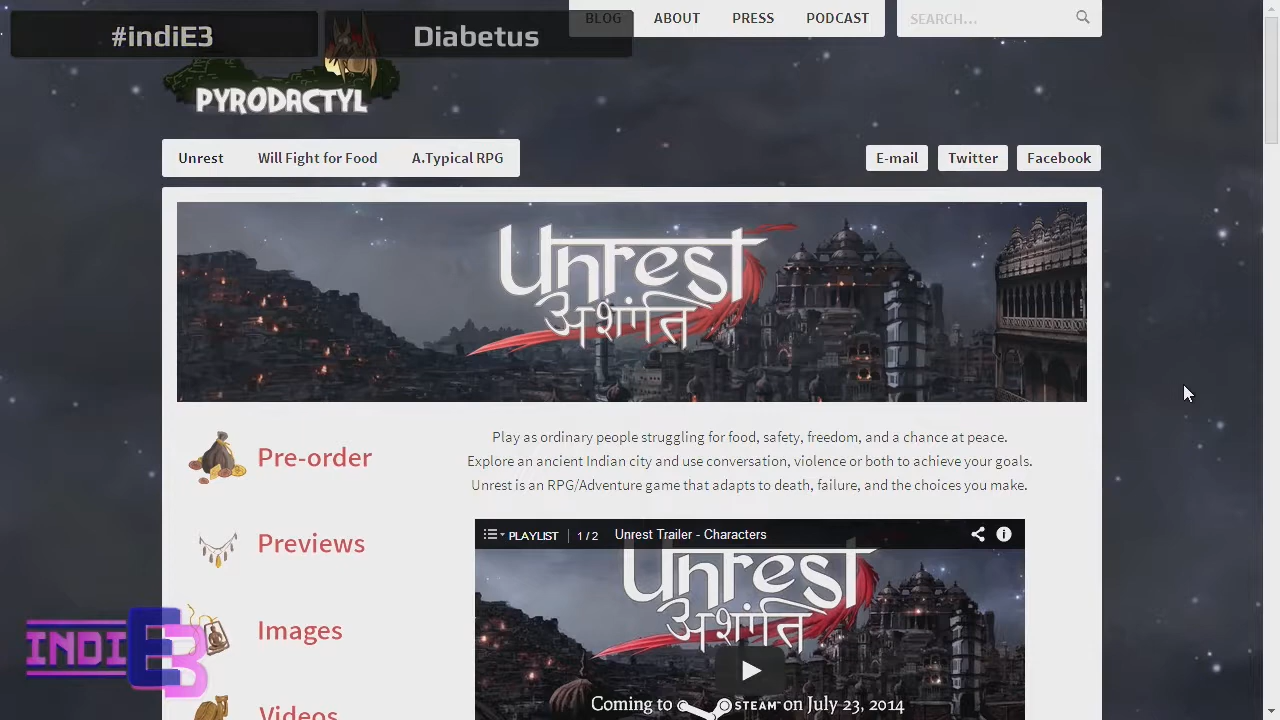 #indiE3
Diabetus
BLOG
ABOUT
PRESS
PODCAST
SEARCH...
PYRODACTYL
Unrest
Will Fight for Food
A.Typical RPG
E-mail
Twitter
Facebook
Unrest
अशांति
Pre-order
Play as ordinary people struggling for food, safety, freedom, and a chance at peace.
Explore an ancient Indian city and use conversation, violence or both to achieve your goals.
Unrest is an RPG/Adventure game that adapts to death, failure, and the choices you make.
PLAYLIST
1/2
Unrest Trailer - Characters
Previews
Unrest
अशांति
Images
INDIE3
Coming to STEAM on July 23, 2014
Videos